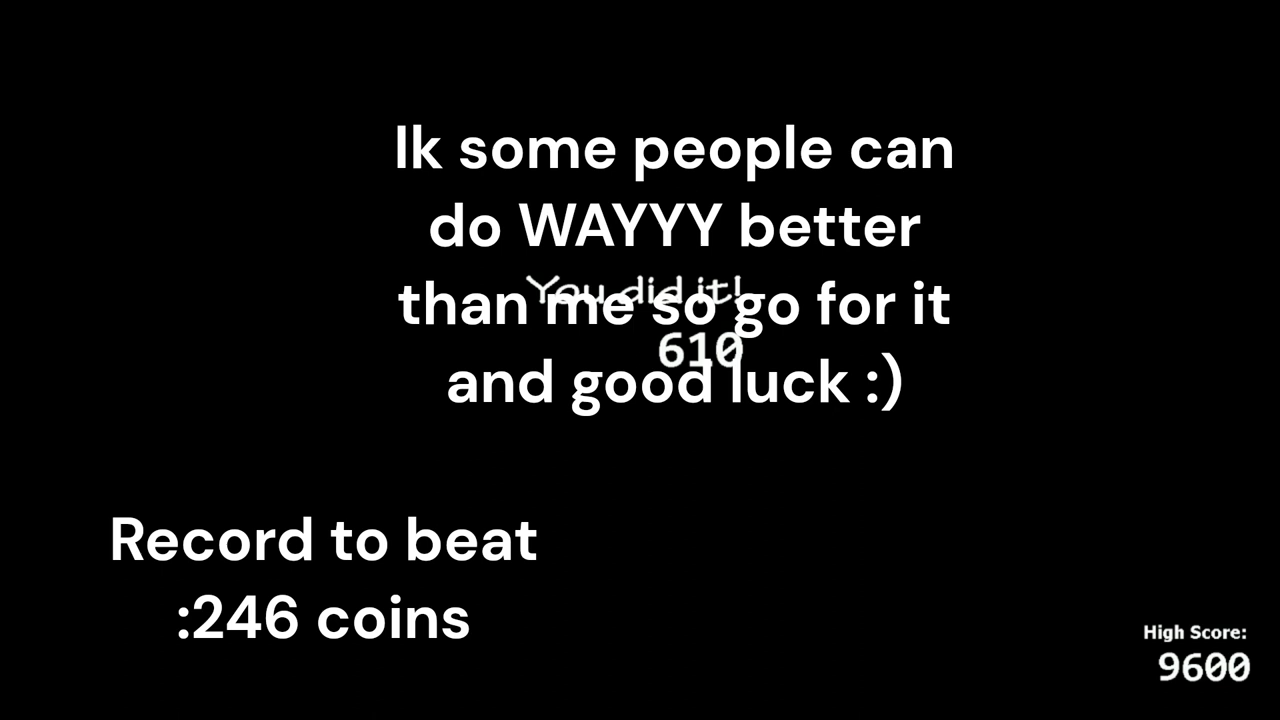 Ik some people can
do WAYYY better
You did it!
than me so go for it
610
and good luck :)
Record to beat
:246 coins
High Score:
9600